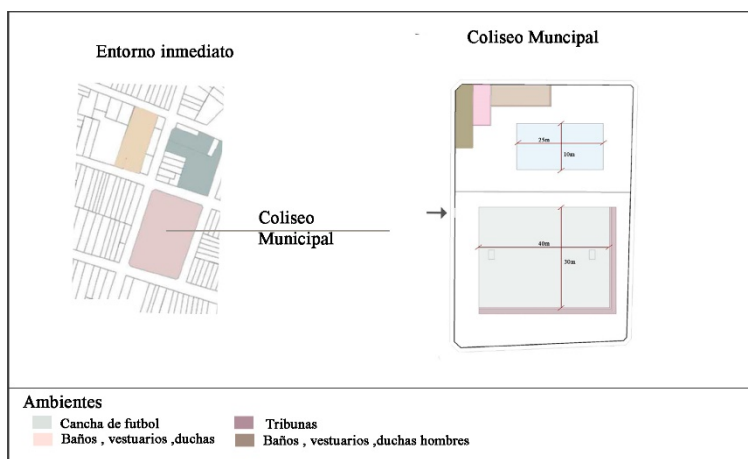 Entorno inmediato
Coliseo Muncipal
Coliseo
Municipal
25m
10m
40m
30m
Ambientes
Cancha de futbol
Tribunas
Baños , vestuarios ,duchas
Baños , vestuarios ,duchas hombres